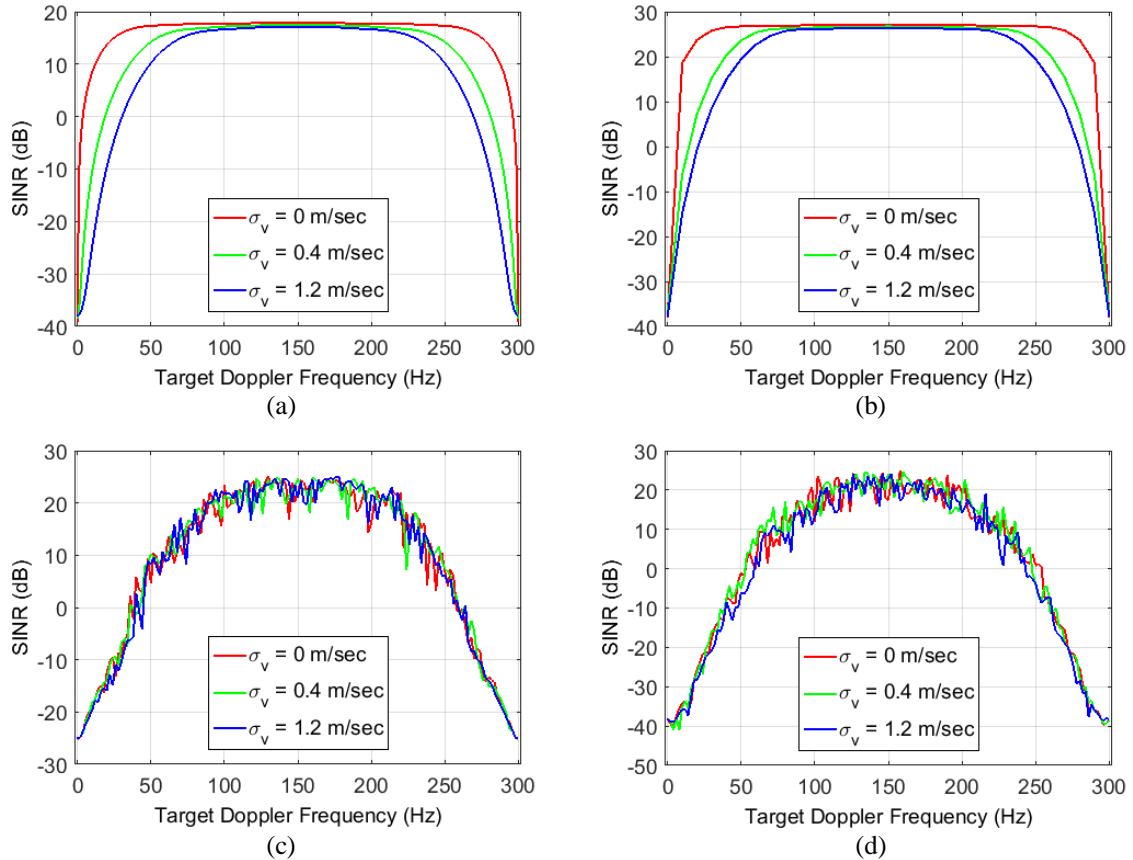 20
10
0
-10
-20
-30
-40
SINR (dB)
σv = 0 m/sec
σv = 0.4 m/sec
σv = 1.2 m/sec
0 50 100 150 200 250 300
Target Doppler Frequency (Hz)
(a)
30
20
10
0
-10
-20
-30
-40
SINR (dB)
σv = 0 m/sec
σv = 0.4 m/sec
σv = 1.2 m/sec
0 50 100 150 200 250 300
Target Doppler Frequency (Hz)
(b)
30
20
10
0
-10
-20
-30
SINR (dB)
σv = 0 m/sec
σv = 0.4 m/sec
σv = 1.2 m/sec
0 50 100 150 200 250 300
Target Doppler Frequency (Hz)
(c)
30
20
10
0
-10
-20
-30
-40
-50
SINR (dB)
σv = 0 m/sec
σv = 0.4 m/sec
σv = 1.2 m/sec
0 50 100 150 200 250 300
Target Doppler Frequency (Hz)
(d)